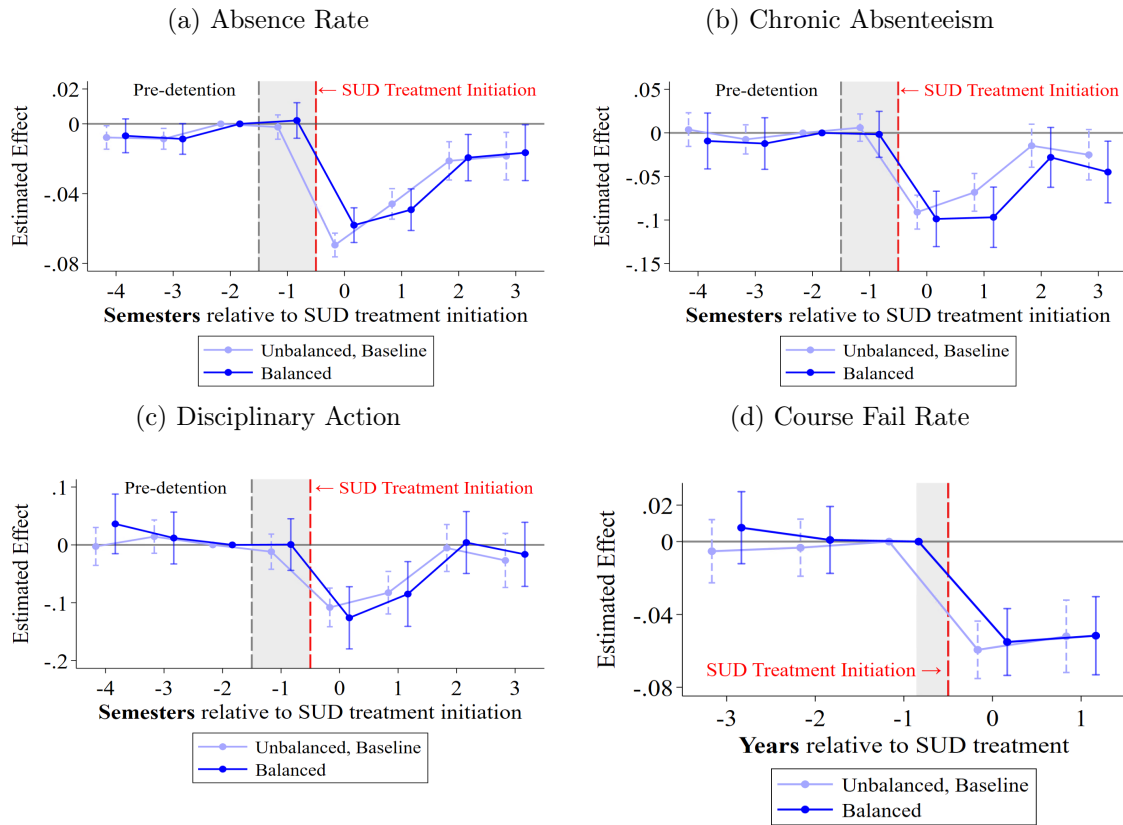 (a) Absence Rate
Estimated Effect
.02
0
-.04
-.08
Pre-detention
← SUD Treatment Initiation
-4 -3 -2 -1 0 1 2 3
Semesters relative to SUD treatment initiation
Unbalanced, Baseline
Balanced
(b) Chronic Absenteeism
Estimated Effect
.05
0
-.05
-.1
-.15
Pre-detention
← SUD Treatment Initiation
-4 -3 -2 -1 0 1 2 3
Semesters relative to SUD treatment initiation
Unbalanced, Baseline
Balanced
(c) Disciplinary Action
Estimated Effect
.1
0
-.1
-.2
Pre-detention
← SUD Treatment Initiation
-4 -3 -2 -1 0 1 2 3
Semesters relative to SUD treatment initiation
Unbalanced, Baseline
Balanced
(d) Course Fail Rate
Estimated Effect
.02
0
-.04
-.08
SUD Treatment Initiation →
-3 -2 -1 0 1
Years relative to SUD treatment
Unbalanced, Baseline
Balanced